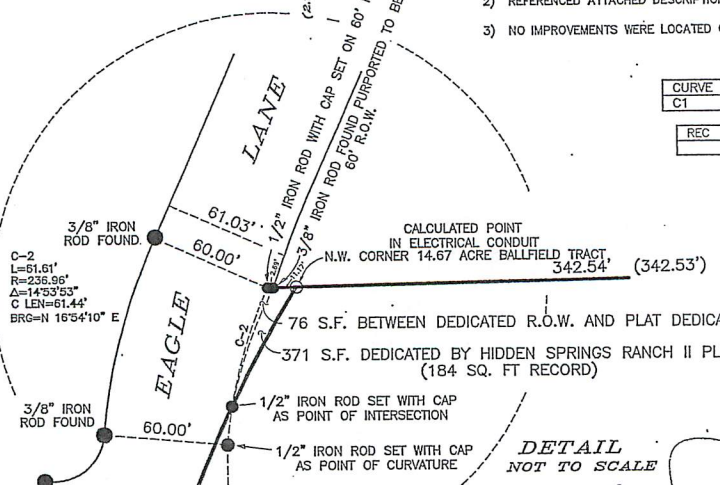 2) REFERENCED ATTACHED DESCRIPTION
3) NO IMPROVEMENTS WERE LOCATED
CURVE
C1
REC
LANE
1/2" IRON ROD WITH CAP SET ON 60'
3/8" IRON ROD FOUND PURPORTED TO BE
60' R.O.W.
61.03'
60.00'
3/8" IRON
ROD FOUND
C-2
L=61.61'
R=236.96'
Δ=14°53'53"
C LEN=61.44'
BRG=N 16°54'10" E
CALCULATED POINT
IN ELECTRICAL CONDUIT
N.W. CORNER 14.67 ACRE BALLFIELD TRACT
342.54' (342.53')
76 S.F. BETWEEN DEDICATED R.O.W. AND PLAT DEDICA
C-2
371 S.F. DEDICATED BY HIDDEN SPRINGS RANCH II PL
(184 SQ. FT RECORD)
EAGLE
1/2" IRON ROD SET WITH CAP
AS POINT OF INTERSECTION
3/8" IRON
ROD FOUND
60.00'
1/2" IRON ROD SET WITH CAP
AS POINT OF CURVATURE
DETAIL
NOT TO SCALE